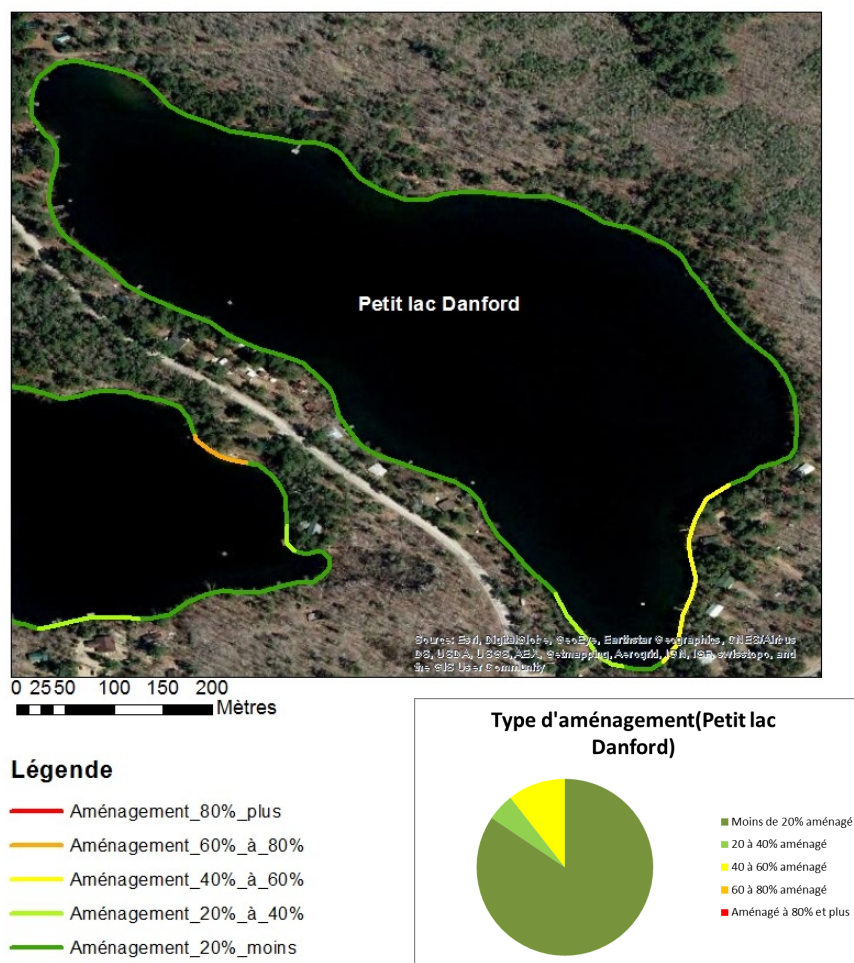 Petit lac Danford
Source: Esri, DigitalGlobe, GeoEye, Earthstar Geographics, CNES/Airbus
DS, USDA, USGS, AEX, Getmapping, Aerogrid, IGN, IGP, swisstopo, and
the GIS User Community
0 25 50 100 150 200
Mètres
Légende
Aménagement_80%_plus
Aménagement_60%_à_80%
Aménagement_40%_à_60%
Aménagement_20%_à_40%
Aménagement_20%_moins
Type d'aménagement(Petit lac
Danford)
Moins de 20% aménagé
20 à 40% aménagé
40 à 60% aménagé
60 à 80% aménagé
Aménagé à 80% et plus